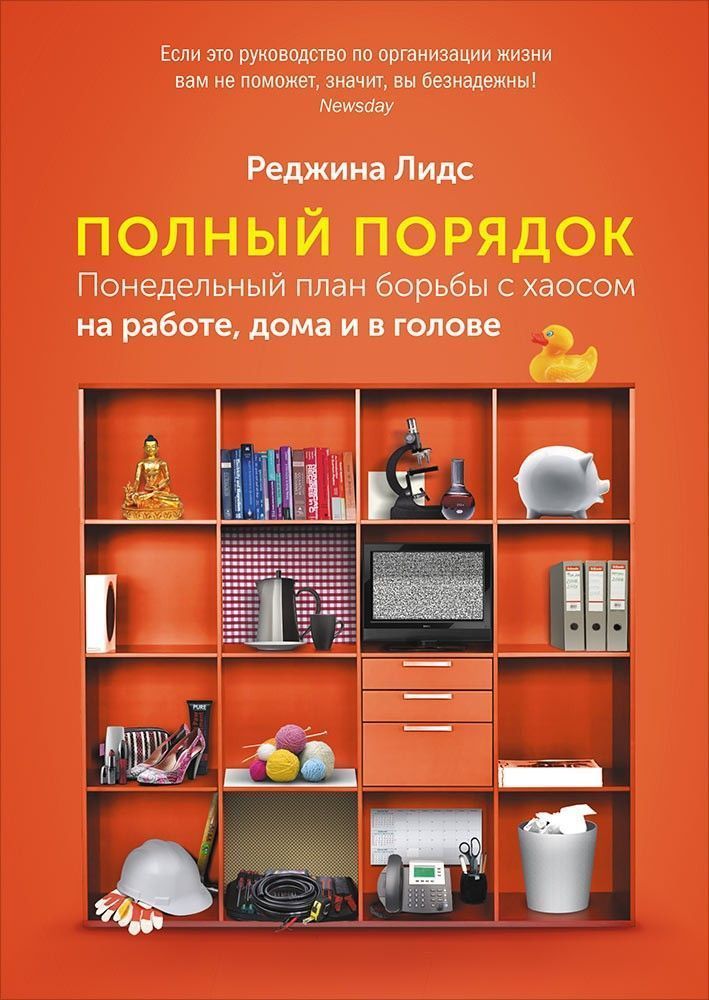 Если это руководство по организации жизни
вам не поможет, значит, вы безнадежны!
Newsday
Реджина Лидс
ПОЛНЫЙ ПОРЯДОК
Понедельный план борьбы с хаосом
на работе, дома и в голове
PURE